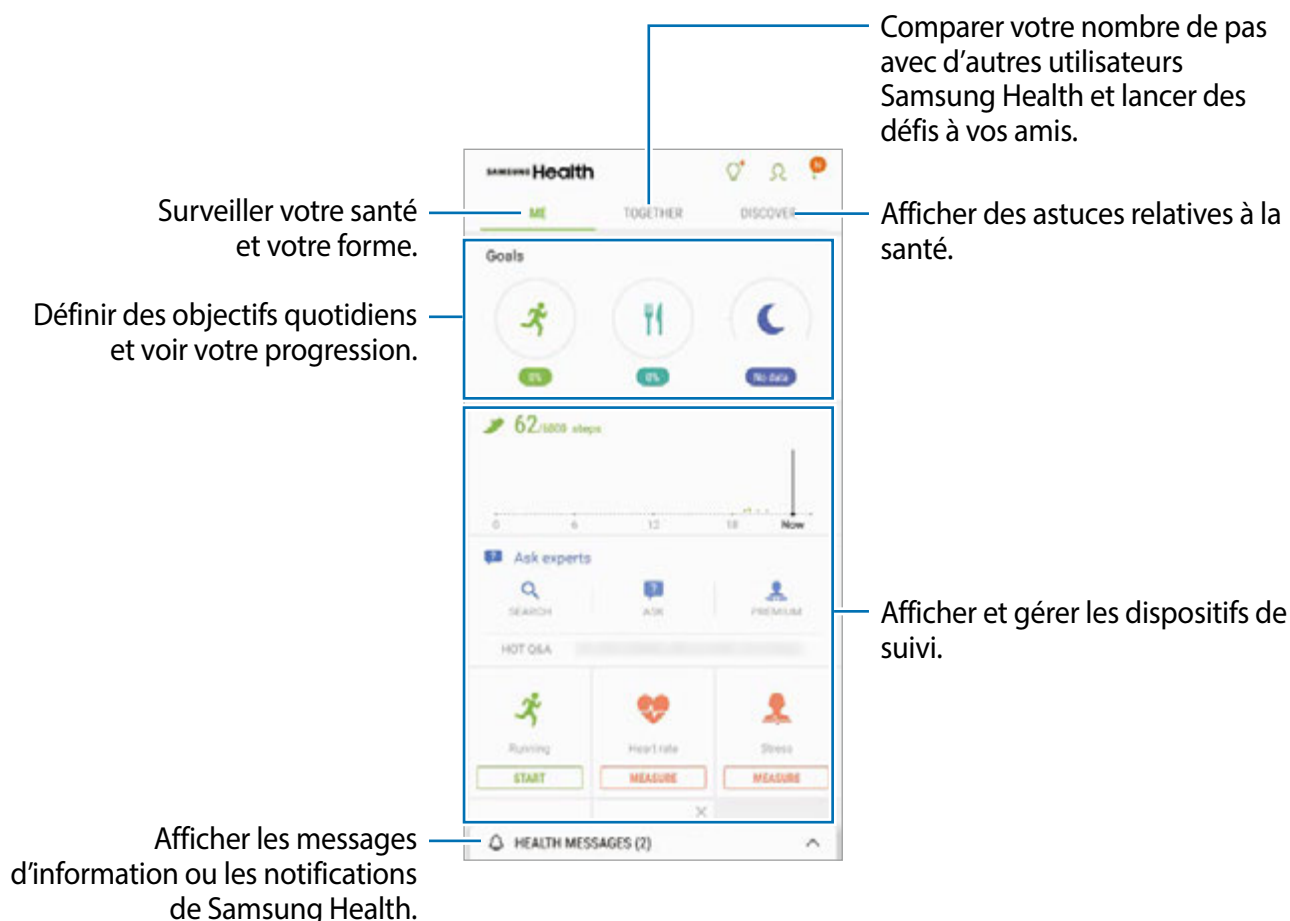 Comparer votre nombre de pas
avec d'autres utilisateurs
Samsung Health et lancer des
défis à vos amis.
SAMSUNG Health
N
Surveiller votre santé
et votre forme.
ME TOGETHER DISCOVER
Afficher des astuces relatives à la
santé.
Définir des objectifs quotidiens
et voir votre progression.
Goals
0% 0% No data
62/6000 steps
0 6 12 18 Now
Ask experts
SEARCH ASK PREMIUM
HOT Q&A
Afficher et gérer les dispositifs de
suivi.
Running Heart rate Stress
START MEASURE MEASURE
Afficher les messages
d'information ou les notifications
de Samsung Health.
HEALTH MESSAGES (2)